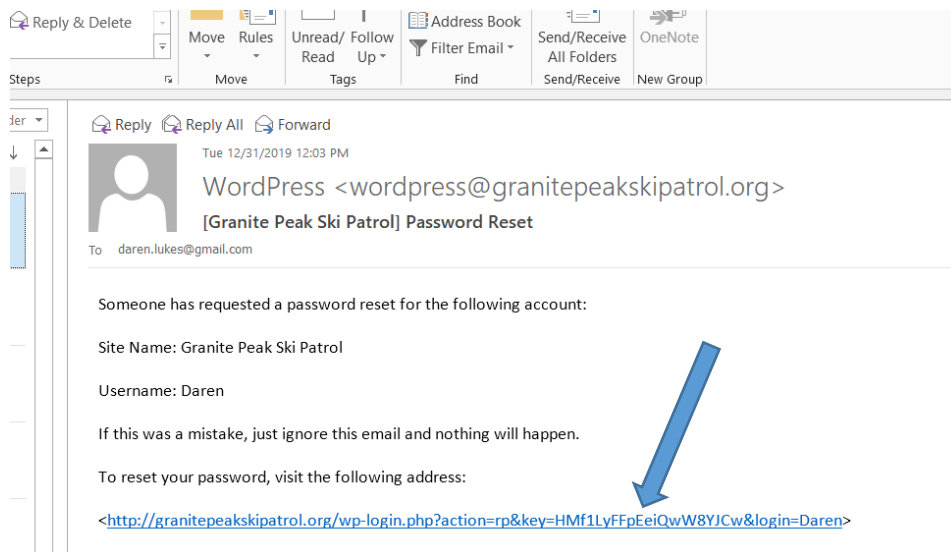 Reply & Delete
Move Rules Unread/ Follow Address Book Send/Receive OneNote
Read Up Filter Email All Folders
Steps Move Tags Find Send/Receive New Group
der
Reply Reply All Forward
Tue 12/31/2019 12:03 PM
WordPress <wordpress@granitepeakskipatrol.org>
[Granite Peak Ski Patrol] Password Reset
To daren.lukes@gmail.com
Someone has requested a password reset for the following account:
Site Name: Granite Peak Ski Patrol
Username: Daren
If this was a mistake, just ignore this email and nothing will happen.
To reset your password, visit the following address:
<http://granitepeakskipatrol.org/wp-login.php?action=rp&key=HMf1LyFFpEeiQwW8YJCw&login=Daren>